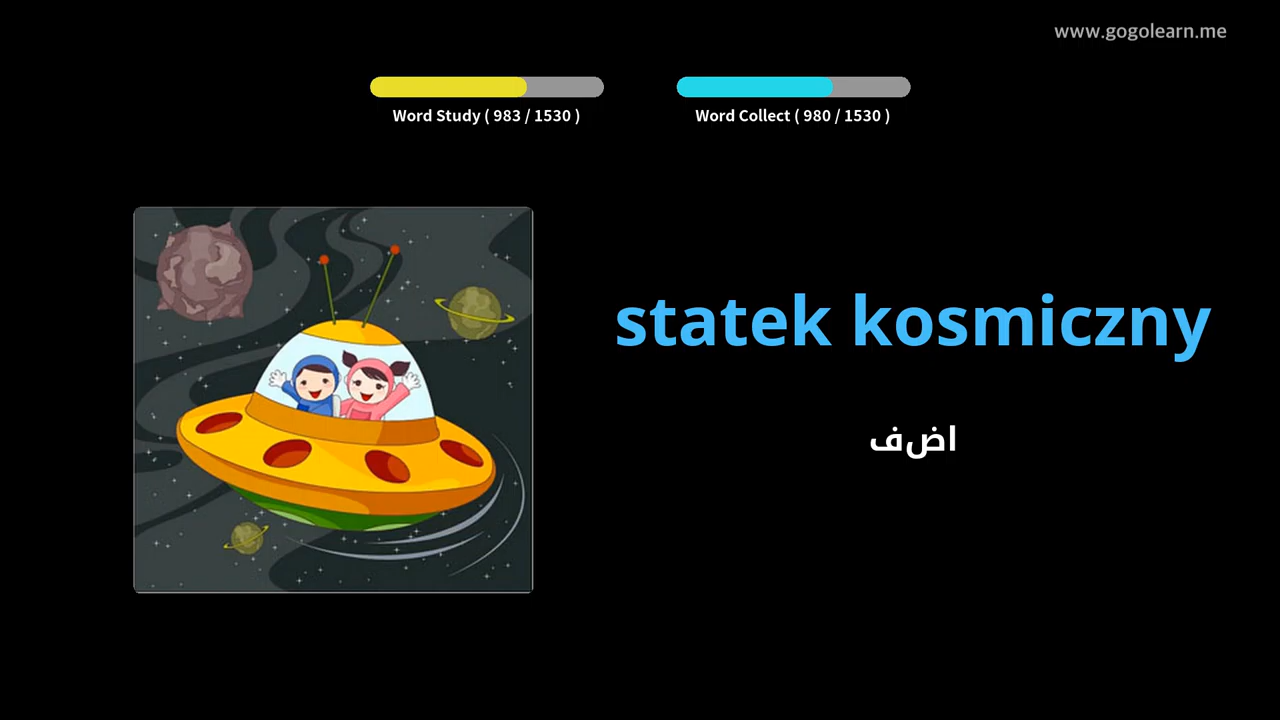 www.gogolearn.me
Word Study ( 983 / 1530 )
Word Collect ( 980 / 1530 )
statek kosmiczny
اضف